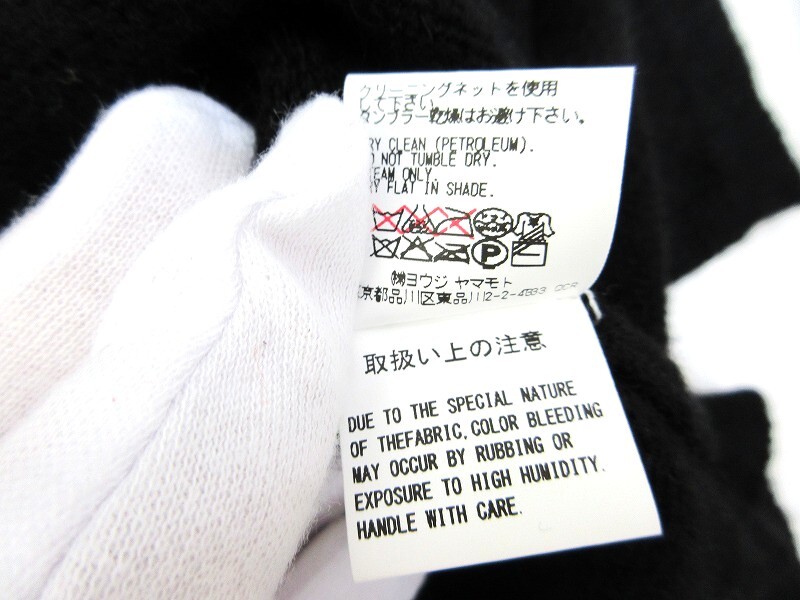 クリーニングネットを使用
して下さい
タンブラー乾燥はお避け下さい。
RY CLEAN (PETROLEUM).
O NOT TUMBLE DRY.
EAM ONLY.
RY FLAT IN SHADE.
P
㈱ヨウジ ヤマモト
京都品川区東品川2-2-4
取扱い上の注意
DUE TO THE SPECIAL NATURE
OF THEFABRIC,COLOR BLEEDING
MAY OCCUR BY RUBBING OR
EXPOSURE TO HIGH HUMIDITY.
HANDLE WITH CARE.